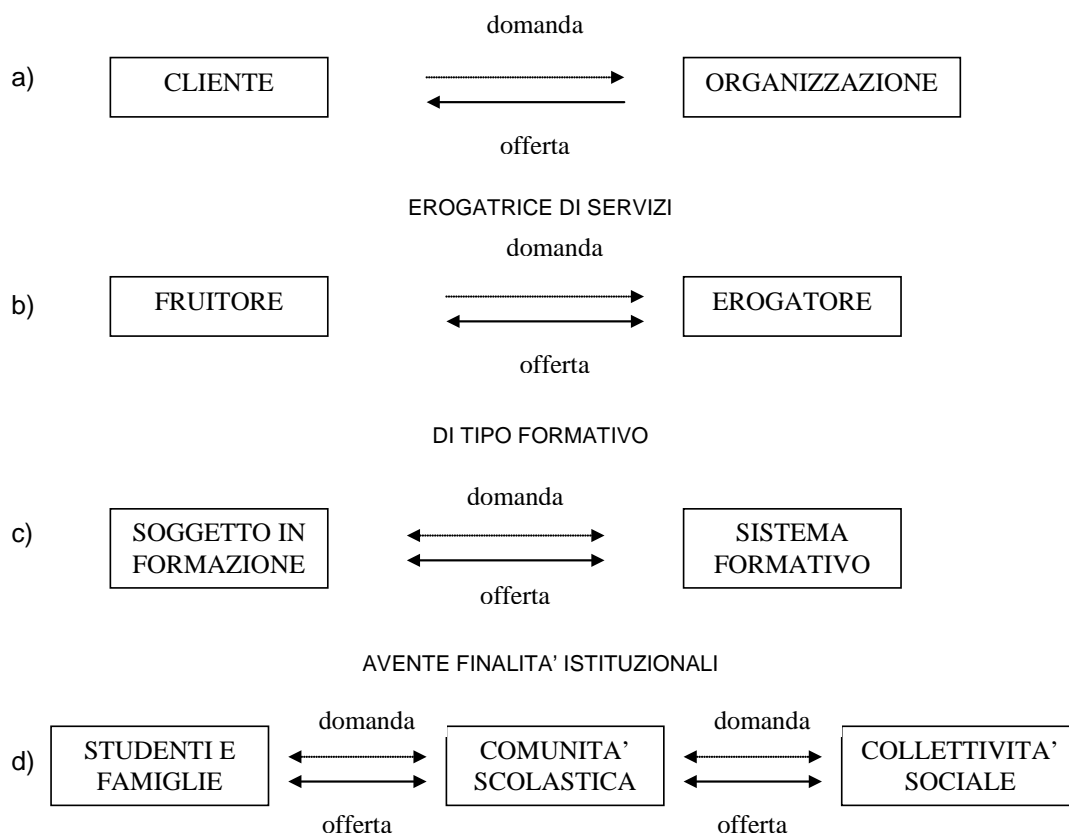 domanda
a) CLIENTE ORGANIZZAZIONE
offerta
EROGATRICE DI SERVIZI
domanda
b) FRUITORE EROGATORE
offerta
DI TIPO FORMATIVO
domanda
c) SOGGETTO IN FORMAZIONE SISTEMA FORMATIVO
offerta
AVENTE FINALITA’ ISTITUZIONALI
domanda domanda
d) STUDENTI E FAMIGLIE COMUNITA’ SCOLASTICA COLLETTIVITA’ SOCIALE
offerta offerta